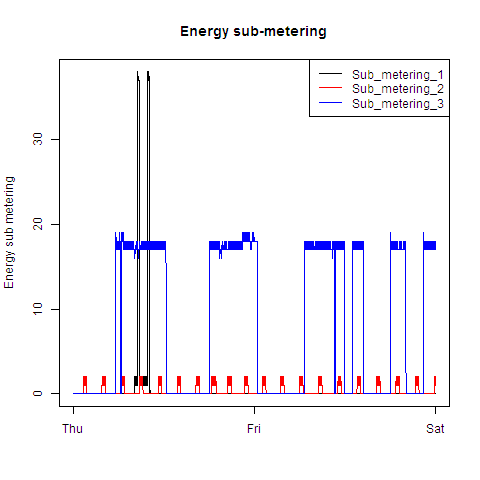 Energy sub-metering
Sub_metering_1
Sub_metering_2
Sub_metering_3
Energy sub metering
30
20
10
0
Thu
Fri
Sat